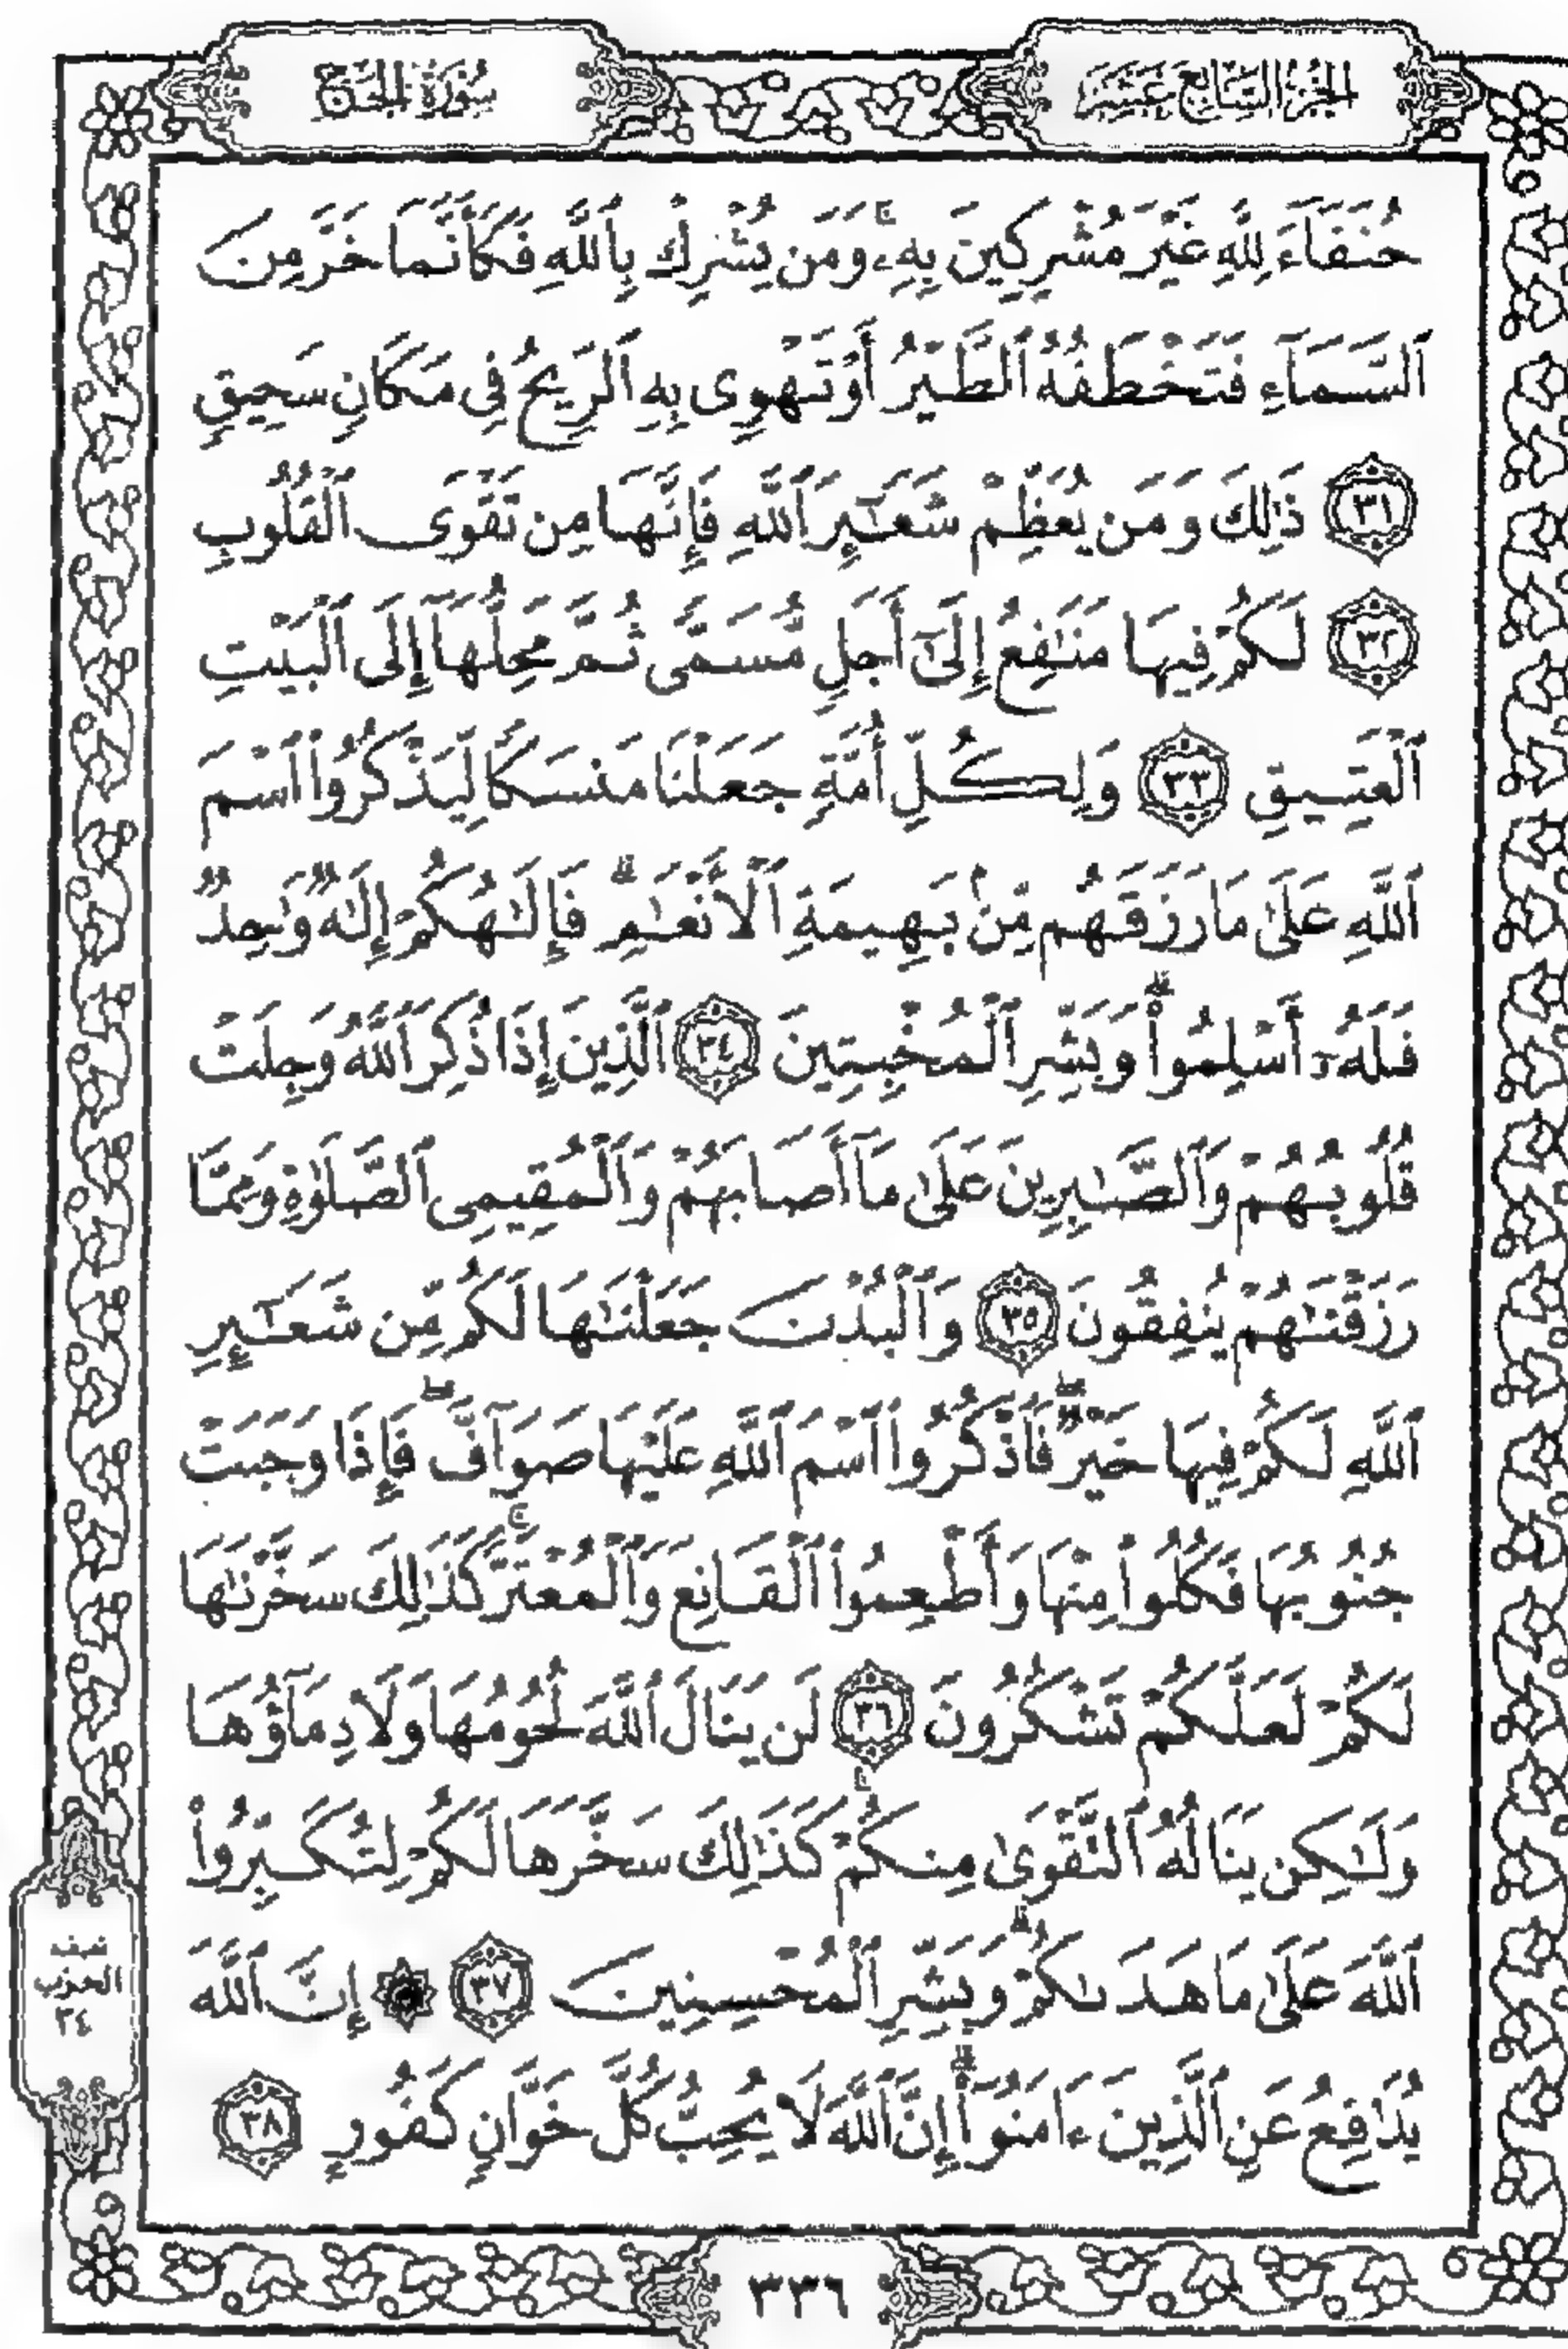 الجزء السابع عشر
سورة الحج
حُنَفَآءَ لِلَّهِ غَيْرَ مُشْرِكِينَ بِهِۦۚ وَمَن يُشْرِكْ بِٱللَّهِ فَكَأَنَّمَا خَرَّ مِنَ
ٱلسَّمَآءِ فَتَخْطَفُهُ ٱلطَّيْرُ أَوْ تَهْوِى بِهِ ٱلرِّيحُ فِى مَكَانٍ سَحِيقٍ
٣١ ذَٰلِكَ وَمَن يُعَظِّمْ شَعَـٰٓئِرَ ٱللَّهِ فَإِنَّهَا مِن تَقْوَى ٱلْقُلُوبِ
٣٢ لَكُمْ فِيهَا مَنَـٰفِعُ إِلَىٰٓ أَجَلٍ مُّسَمًّى ثُمَّ مَحِلُّهَآ إِلَى ٱلْبَيْتِ
ٱلْعَتِيقِ ٣٣ وَلِكُلِّ أُمَّةٍ جَعَلْنَا مَنسَكًا لِّيَذْكُرُوا۟ ٱسْمَ
ٱللَّهِ عَلَىٰ مَا رَزَقَهُم مِّنۢ بَهِيمَةِ ٱلْأَنْعَـٰمِۗ فَإِلَـٰهُكُمْ إِلَـٰهٌ وَٰحِدٌ
فَلَهُۥٓ أَسْلِمُوا۟ۗ وَبَشِّرِ ٱلْمُخْبِتِينَ ٣٤ ٱلَّذِينَ إِذَا ذُكِرَ ٱللَّهُ وَجِلَتْ
قُلُوبُهُمْ وَٱلصَّـٰبِرِينَ عَلَىٰ مَآ أَصَابَهُمْ وَٱلْمُقِيمِى ٱلصَّلَوٰةِ وَمِمَّا
رَزَقْنَـٰهُمْ يُنفِقُونَ ٣٥ وَٱلْبُدْنَ جَعَلْنَـٰهَا لَكُم مِّن شَعَـٰٓئِرِ
ٱللَّهِ لَكُمْ فِيهَا خَيْرٌۖ فَٱذْكُرُوا۟ ٱسْمَ ٱللَّهِ عَلَيْهَا صَوَآفَّۖ فَإِذَا وَجَبَتْ
جُنُوبُهَا فَكُلُوا۟ مِنْهَا وَأَطْعِمُوا۟ ٱلْقَانِعَ وَٱلْمُعْتَرَّۚ كَذَٰلِكَ سَخَّرْنَـٰهَا
لَكُمْ لَعَلَّكُمْ تَشْكُرُونَ ٣٦ لَن يَنَالَ ٱللَّهَ لُحُومُهَا وَلَا دِمَآؤُهَا
وَلَـٰكِن يَنَالُهُ ٱلتَّقْوَىٰ مِنكُمْۚ كَذَٰلِكَ سَخَّرَهَا لَكُمْ لِتُكَبِّرُوا۟
ٱللَّهَ عَلَىٰ مَا هَدَىٰكُمْۗ وَبَشِّرِ ٱلْمُحْسِنِينَ ٣٧ ۞ إِنَّ ٱللَّهَ
يُدَٰفِعُ عَنِ ٱلَّذِينَ ءَامَنُوٓا۟ۗ إِنَّ ٱللَّهَ لَا يُحِبُّ كُلَّ خَوَّانٍ كَفُورٍ ٣٨
نصف
الحزب
٣٤
٣٣٦